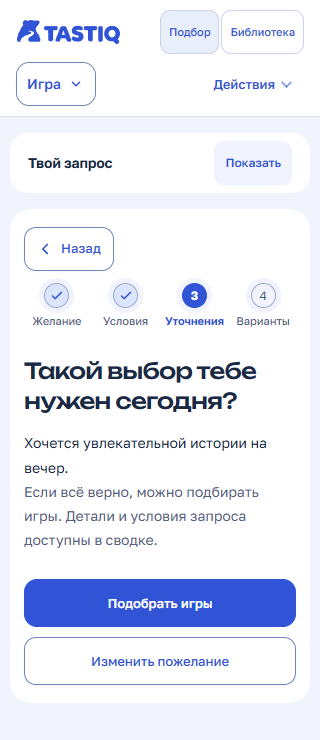 TASTIQ
Подбор
Библиотека
Игра
Действия
Твой запрос
Показать
Назад
3
4
Желание
Условия
Уточнения
Варианты
Такой выбор тебе
нужен сегодня?
Хочется увлекательной истории на
вечер.
Если всё верно, можно подбирать
игры. Детали и условия запроса
доступны в сводке.
Подобрать игры
Изменить пожелание